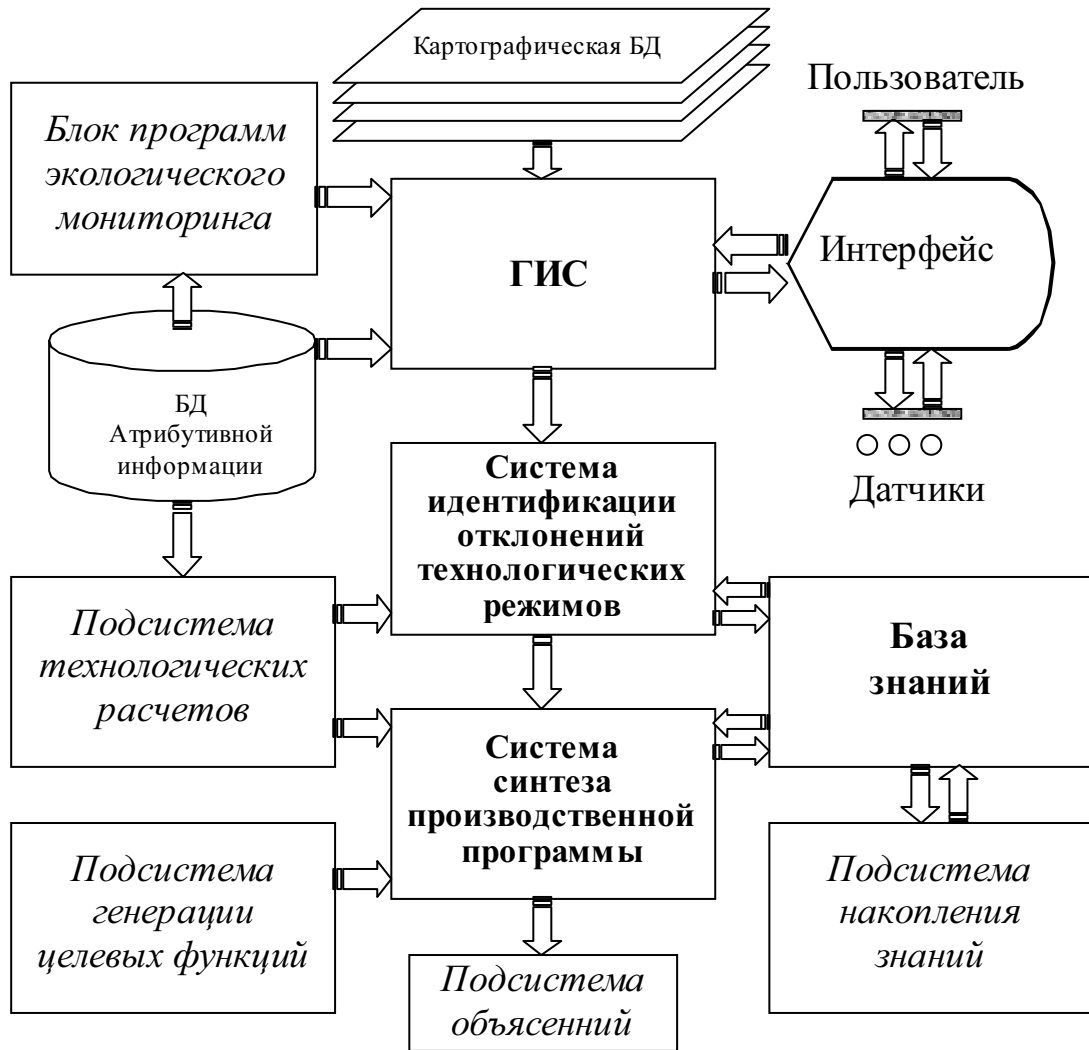 Картографическая БД
Пользователь
Блок программ
экологического
мониторинга
ГИС
Интерфейс
БД
Атрибутивной
информации
Датчики
Система
идентификации
отклонений
технологических
режимов
Подсистема
технологических
расчетов
База
знаний
Система
синтеза
производственной
программы
Подсистема
генерации
целевых функций
Подсистема
накопления
знаний
Подсистема
объясенний